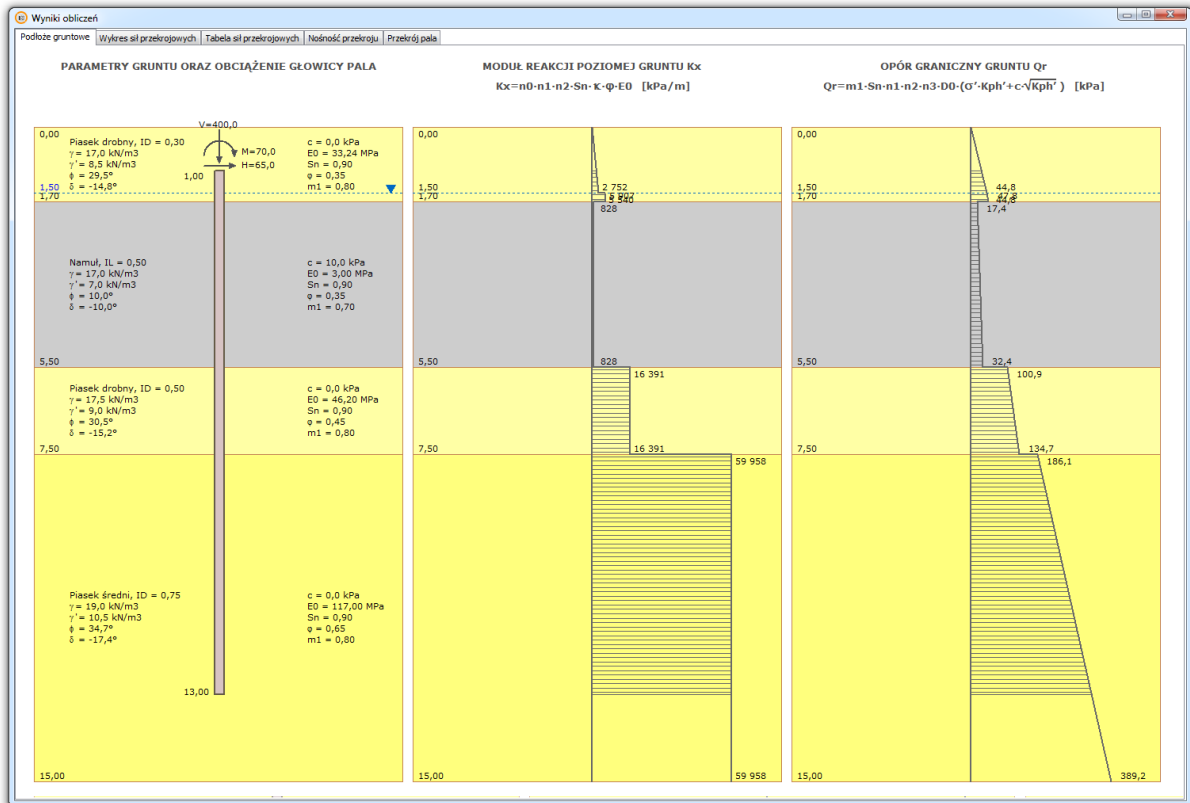 Wyniki obliczeń
Podłoże gruntowe
Wykres sił przekrojowych
Tabela sił przekrojowych
Nośność przekroju
Przekrój pala
PARAMETRY GRUNTU ORAZ OBCIĄŻENIE GŁOWICY PALA
0,00
Piasek drobny, ID = 0,30
γ = 17,0 kN/m3
γ' = 8,5 kN/m3
ϕ = 29,5°
δ = -14,8°
V=400,0
M=70,0
H=65,0
1,00
c = 0,0 kPa
E0 = 33,24 MPa
Sn = 0,90
φ = 0,35
m1 = 0,80
1,50
1,70
Namuł, IL = 0,50
γ = 17,0 kN/m3
γ' = 7,0 kN/m3
ϕ = 10,0°
δ = -10,0°
c = 10,0 kPa
E0 = 3,00 MPa
Sn = 0,90
φ = 0,35
m1 = 0,70
5,50
Piasek drobny, ID = 0,50
γ = 17,5 kN/m3
γ' = 9,0 kN/m3
ϕ = 30,5°
δ = -15,2°
c = 0,0 kPa
E0 = 46,20 MPa
Sn = 0,90
φ = 0,45
m1 = 0,80
7,50
Piasek średni, ID = 0,75
γ = 19,0 kN/m3
γ' = 10,5 kN/m3
ϕ = 34,7°
δ = -17,4°
c = 0,0 kPa
E0 = 117,00 MPa
Sn = 0,90
φ = 0,65
m1 = 0,80
13,00
15,00
MODUŁ REAKCJI POZIOMEJ GRUNTU Kx
Kx=n0·n1·n2·Sn·κ·φ·E0 [kPa/m]
0,00
1,50
2 752
1,70
828
5,50
828
16 391
7,50
16 391
59 958
15,00
59 958
OPÓR GRANICZNY GRUNTU Qr
Qr=m1·Sn·n1·n2·n3·D0·(σ'·Kph'+c·√Kph' ) [kPa]
0,00
1,50
44,8
1,70
17,4
5,50
32,4
100,9
7,50
134,7
186,1
15,00
389,2